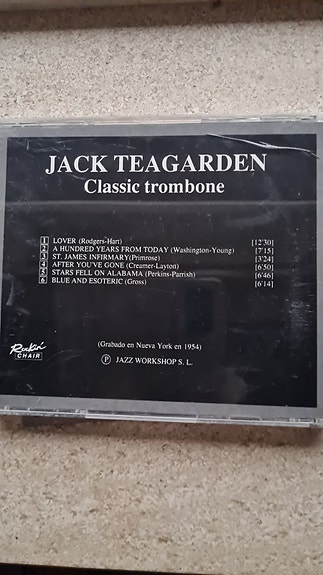 JACK TEAGARDEN
Classic trombone
1 LOVER (Rodgers-Hart) [12'30]
2 A HUNDRED YEARS FROM TODAY (Washington-Young) [7'15]
3 ST. JAMES INFIRMARY(Primrose) [3'24]
4 AFTER YOU'VE GONE (Creamer-Layton) [6'50]
5 STARS FELL ON ALABAMA (Perkins-Parrish) [6'46]
6 BLUE AND ESOTERIC (Gross) [6'14]
(Grabado en Nueva York en 1954)
Rockin'
CHAIR
Ⓟ JAZZ WORKSHOP S. L.